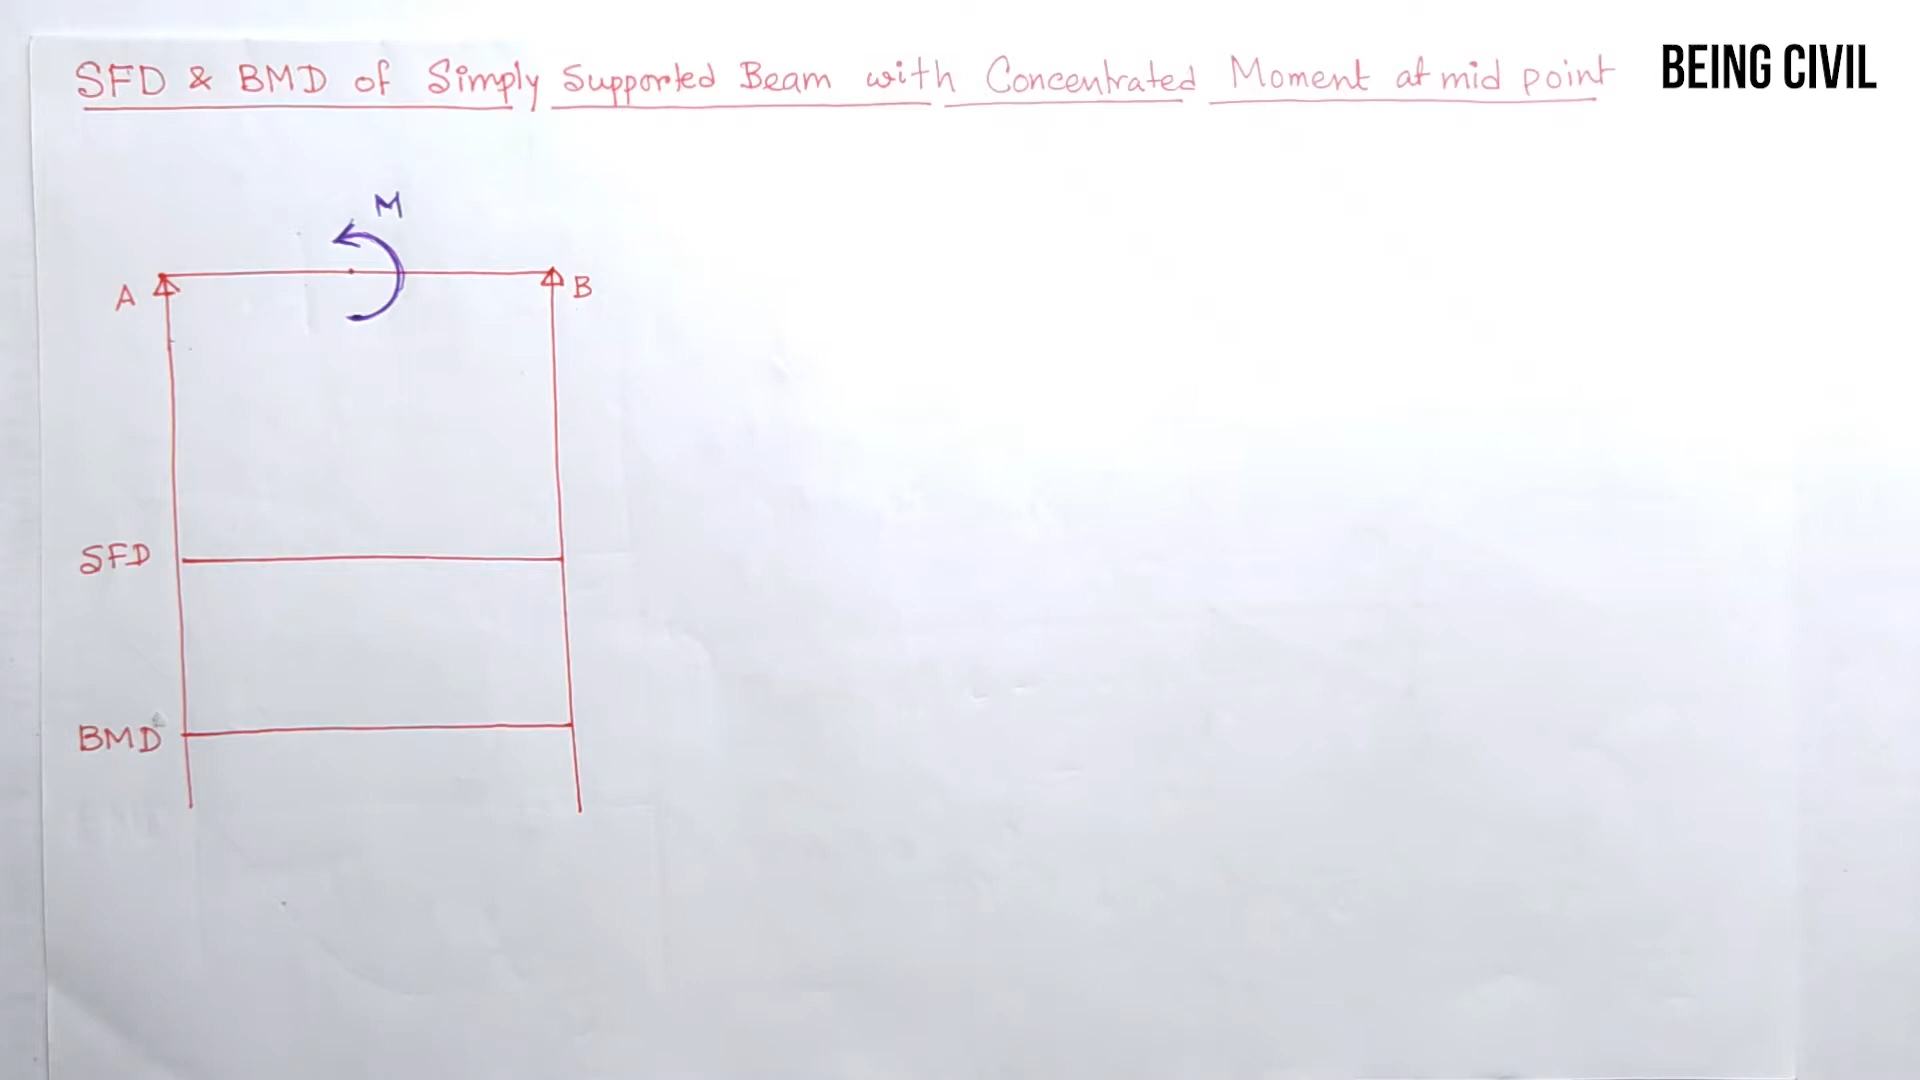 SFD & BMD of Simply Supported Beam with Concentrated Moment at mid point
BEING CIVIL
M
A
B
SFD
BMD